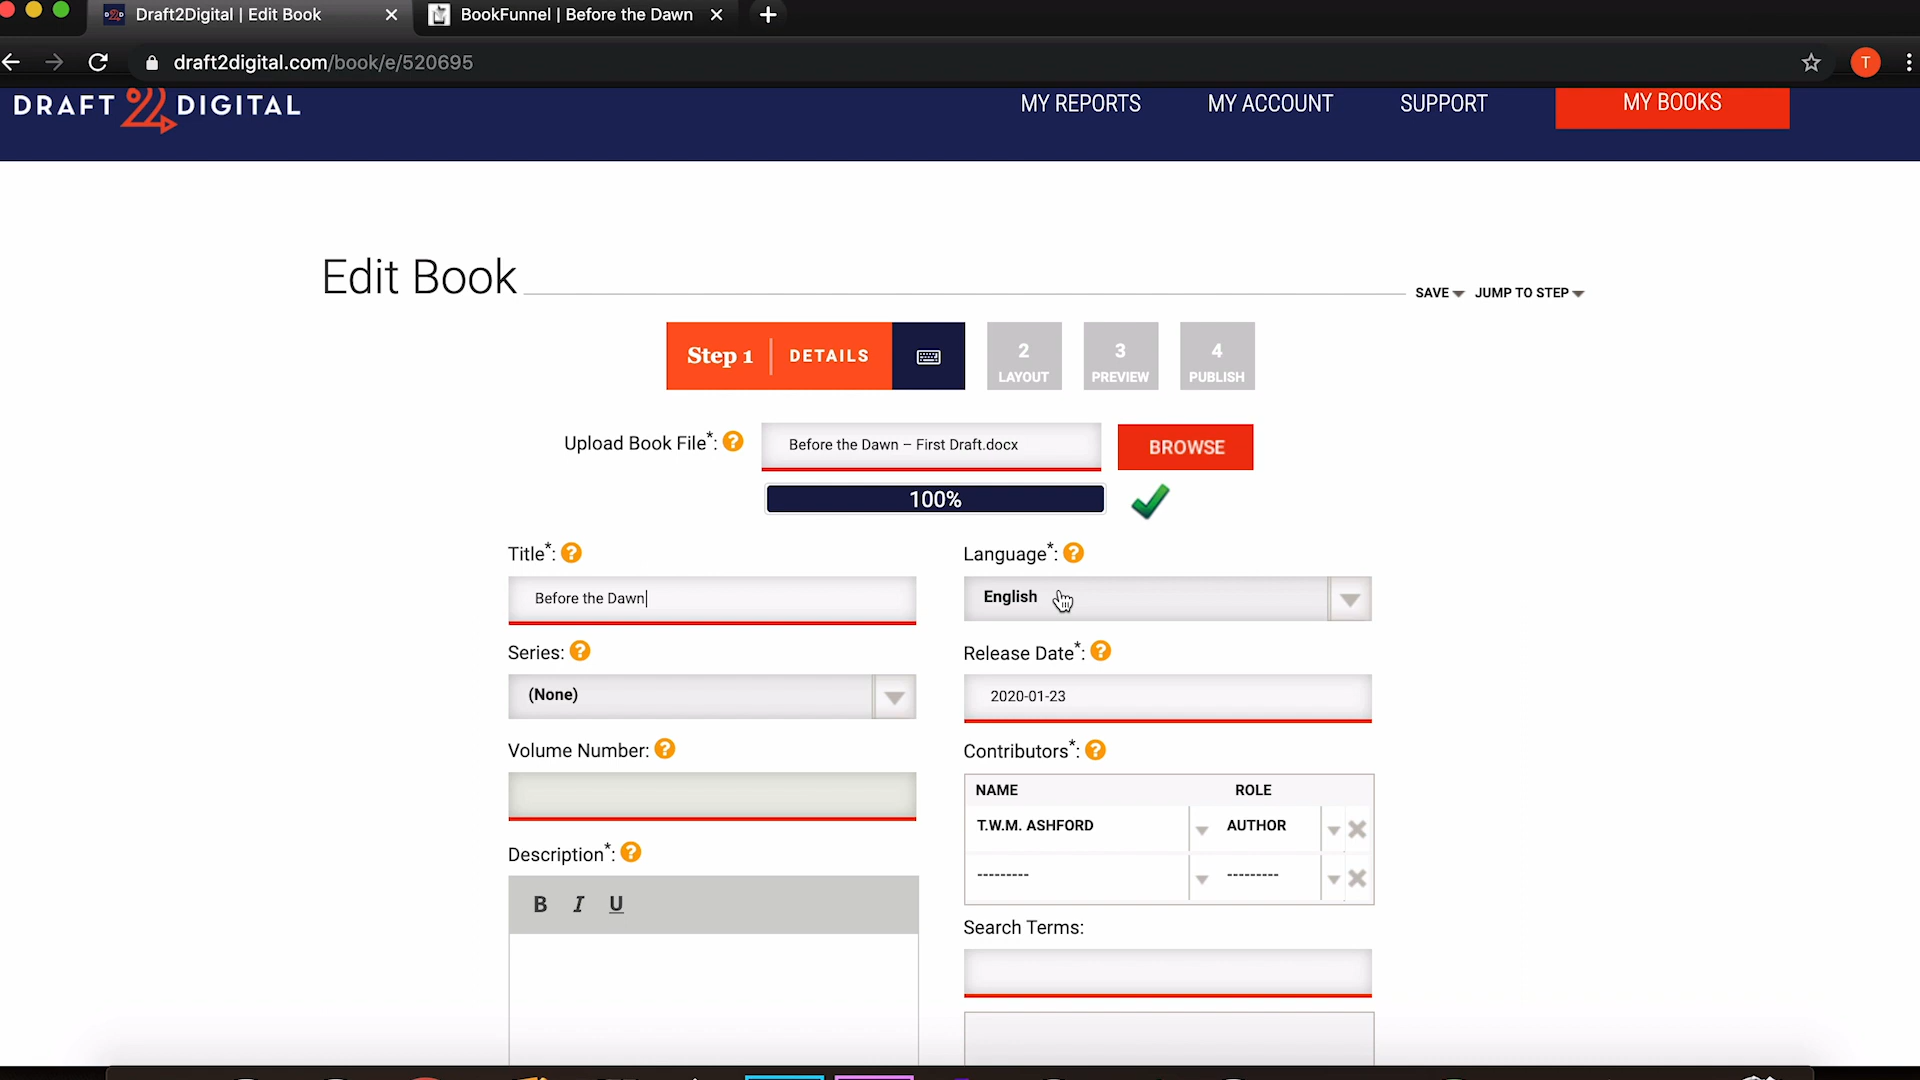 Draft2Digital | Edit Book
BookFunnel | Before the Dawn
draft2digital.com/book/e/520695
T
DRAFT 2 DIGITAL
MY REPORTS
MY ACCOUNT
SUPPORT
MY BOOKS
Edit Book
SAVE
JUMP TO STEP
Step 1 DETAILS
2 LAYOUT
3 PREVIEW
4 PUBLISH
Upload Book File*: ?
Before the Dawn – First Draft.docx
BROWSE
100%
Title*: ?
Before the Dawn
Language*: ?
English
Series: ?
(None)
Release Date*: ?
2020-01-23
Volume Number: ?
Contributors*: ?
NAME ROLE
T.W.M. ASHFORD AUTHOR
--------- ---------
Description*: ?
B I U
Search Terms: